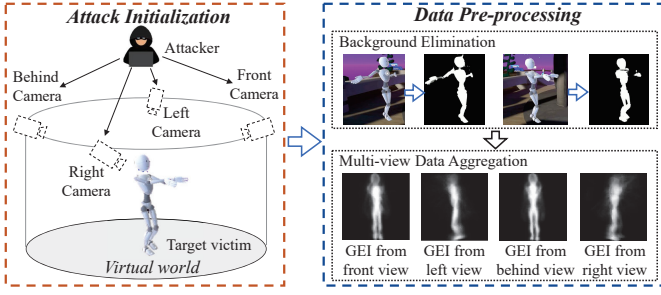 Attack Initialization
Attacker
Behind
Camera
Front
Camera
Left
Camera
Right
Camera
Target victim
Virtual world
Data Pre-processing
Background Elimination
Multi-view Data Aggregation
GEI from
front view
GEI from
left view
GEI from
behind view
GEI from
right view